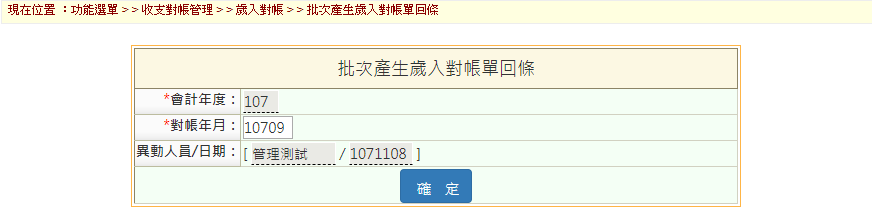 現在位置 ：功能選單 > > 收支對帳管理 > > 歲入對帳 > > 批次產生歲入對帳單回條
批次產生歲入對帳單回條
*會計年度： 107
*對帳年月： 10709
異動人員/日期： [ 管理測試 / 1071108 ]
確 定